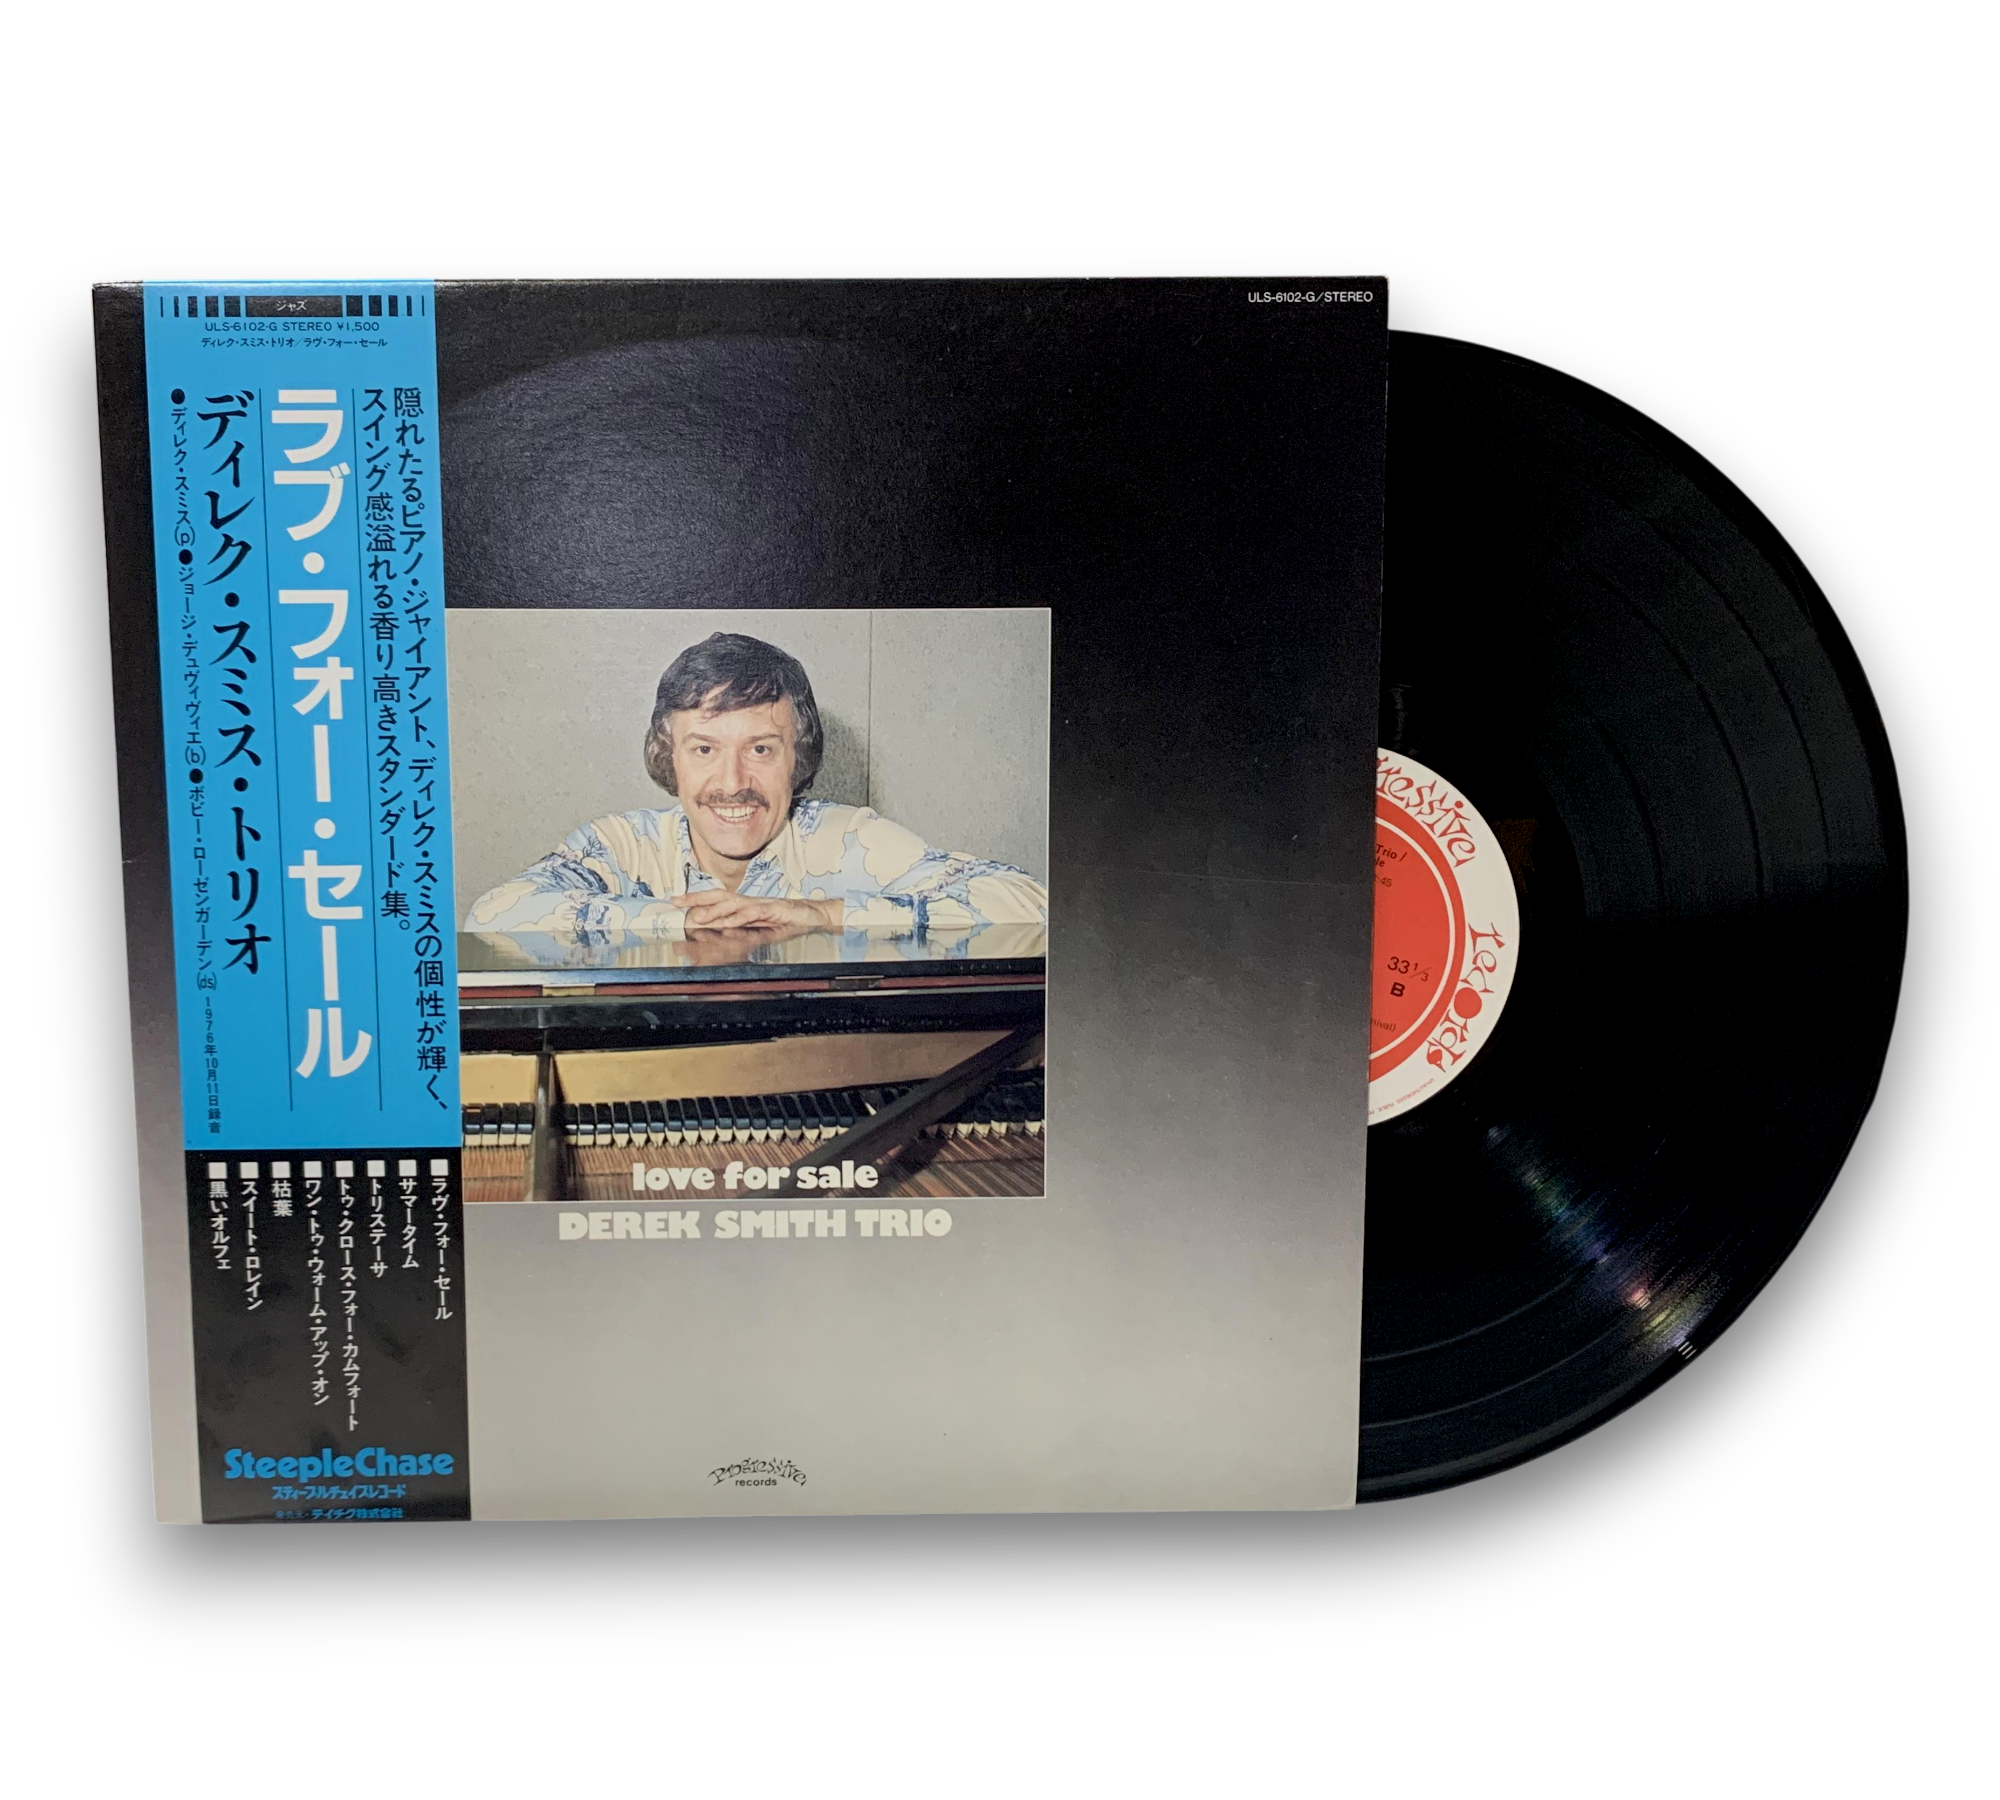 ジャズ
ULS-6102-G STEREO ¥1,500
ディレク・スミス・トリオ/ラヴ・フォー・セール
隠れたるピアノ・ジャイアント、ディレク・スミスの個性が輝く、
スイング感溢れる香り高きスタンダード集。
ラブ・フォー・セール
ディレク・スミス・トリオ
●ディレク・スミス(p)●ジョージ・デュヴィヴィエ(b)●ボビー・ローゼンガーデン(ds) 1976年10月11日録音
■ラヴ・フォー・セール
■サマータイム
■トリステーサ
■トゥ・クロース・フォー・カムフォート
■ワン・トゥ・ウォーム・アップ・オン
■枯葉
■スイート・ロレイン
■黒いオルフェ
SteepleChase
スティープルチェイスレコード
発売元・テイチク株式会社
ULS-6102-G/STEREO
love for sale
DEREK SMITH TRIO
Progressive
records
records
Trio/
33 1/3
B